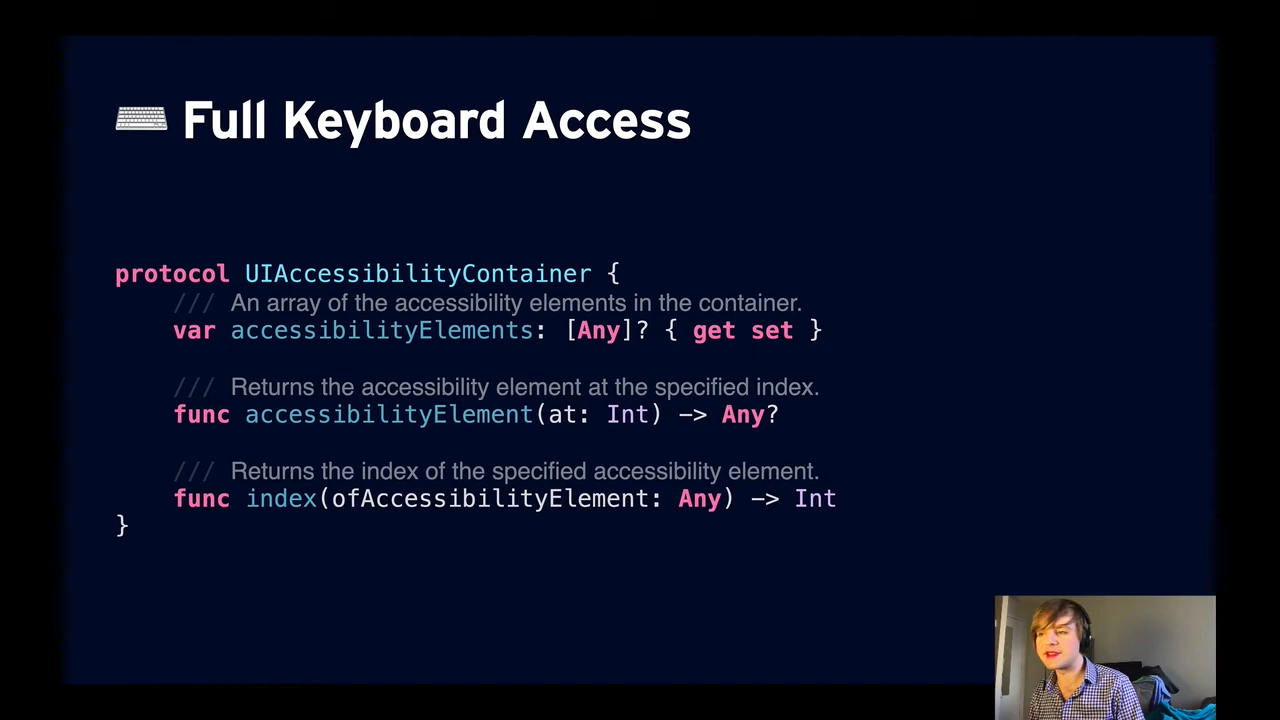 ⌨️ Full Keyboard Access
protocol UIAccessibilityContainer {
/// An array of the accessibility elements in the container.
var accessibilityElements: [Any]? { get set }
/// Returns the accessibility element at the specified index.
func accessibilityElement(at: Int) -> Any?
/// Returns the index of the specified accessibility element.
func index(ofAccessibilityElement: Any) -> Int
}